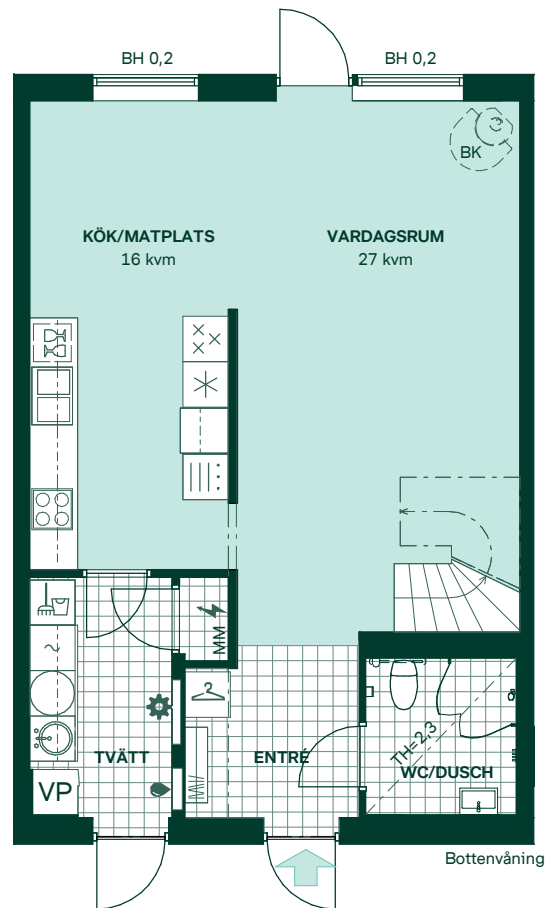 BH 0,2
BH 0,2
BK
KÖK/MATPLATS
16 kvm
VARDAGSRUM
27 kvm
MM
TH=2,3
TVÄTT
ENTRÉ
WC/DUSCH
VP
Bottenvåning